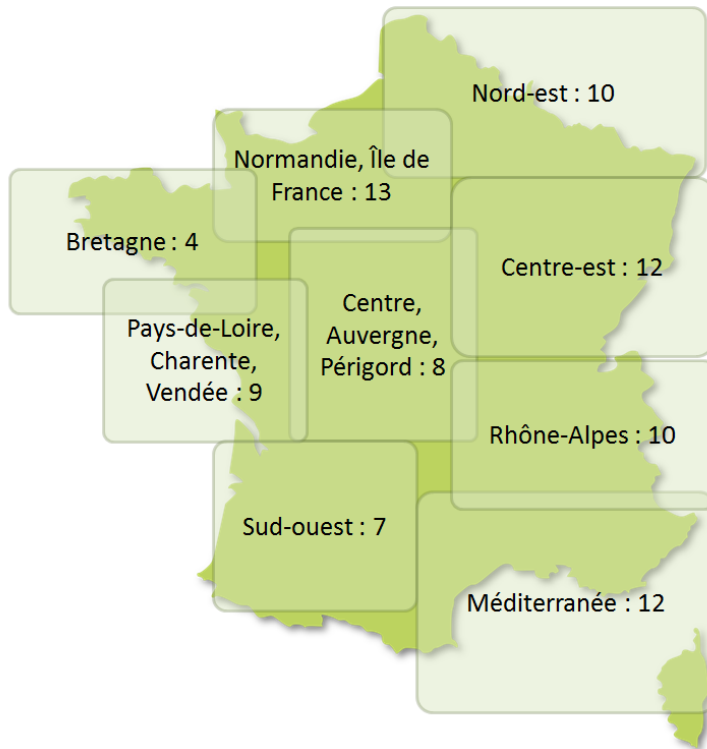 Nord-est : 10
Normandie, Île de
France : 13
Bretagne : 4
Centre-est : 12
Centre,
Auvergne,
Périgord : 8
Pays-de-Loire,
Charente,
Vendée : 9
Rhône-Alpes : 10
Sud-ouest : 7
Méditerranée : 12